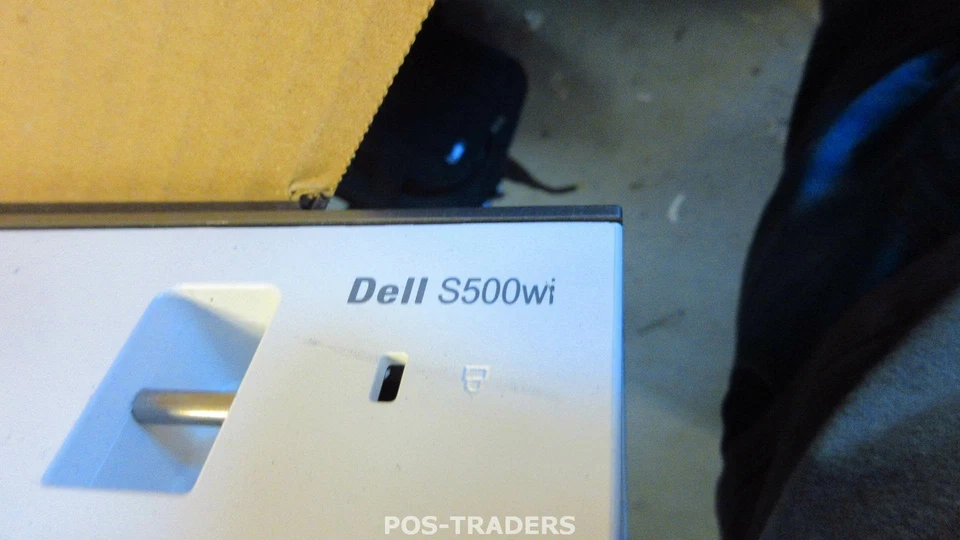 Dell S500wi
POS-TRADERS